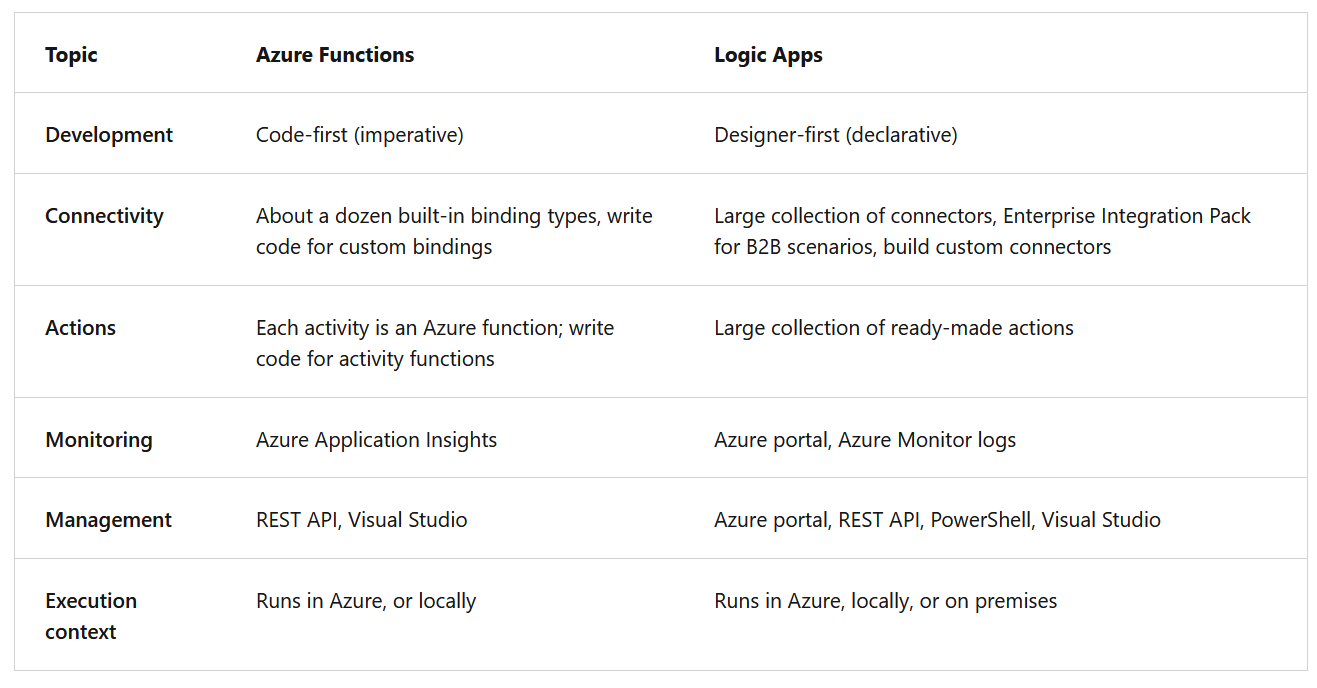 Topic Azure Functions Logic Apps
Development Code-first (imperative) Designer-first (declarative)
Connectivity About a dozen built-in binding types, write Large collection of connectors, Enterprise Integration Pack
code for custom bindings for B2B scenarios, build custom connectors
Actions Each activity is an Azure function; write Large collection of ready-made actions
code for activity functions
Monitoring Azure Application Insights Azure portal, Azure Monitor logs
Management REST API, Visual Studio Azure portal, REST API, PowerShell, Visual Studio
Execution Runs in Azure, or locally Runs in Azure, locally, or on premises
context